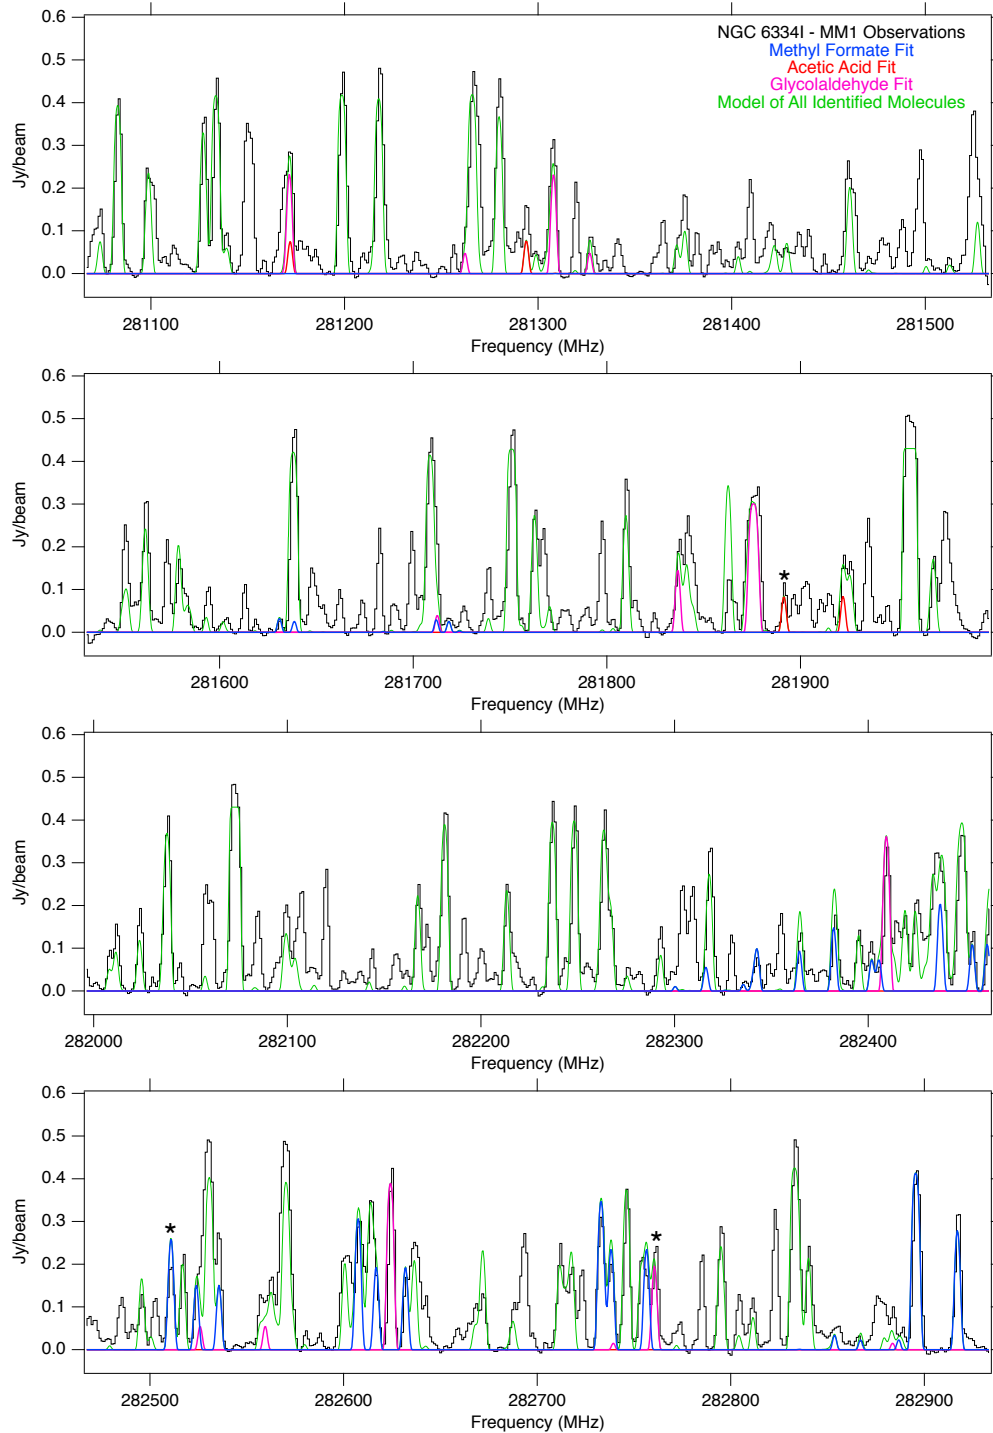 NGC 6334I - MM1 Observations
Methyl Formate Fit
Acetic Acid Fit
Glycolaldehyde Fit
Model of All Identified Molecules
0.6
0.5
0.4
0.3
0.2
0.1
0.0
Jy/beam
281100 281200 281300 281400 281500
Frequency (MHz)
0.6
0.5
0.4
0.3
0.2
0.1
0.0
Jy/beam
*
281600 281700 281800 281900
Frequency (MHz)
0.6
0.5
0.4
0.3
0.2
0.1
0.0
Jy/beam
282000 282100 282200 282300 282400
Frequency (MHz)
0.6
0.5
0.4
0.3
0.2
0.1
0.0
Jy/beam
* *
282500 282600 282700 282800 282900
Frequency (MHz)